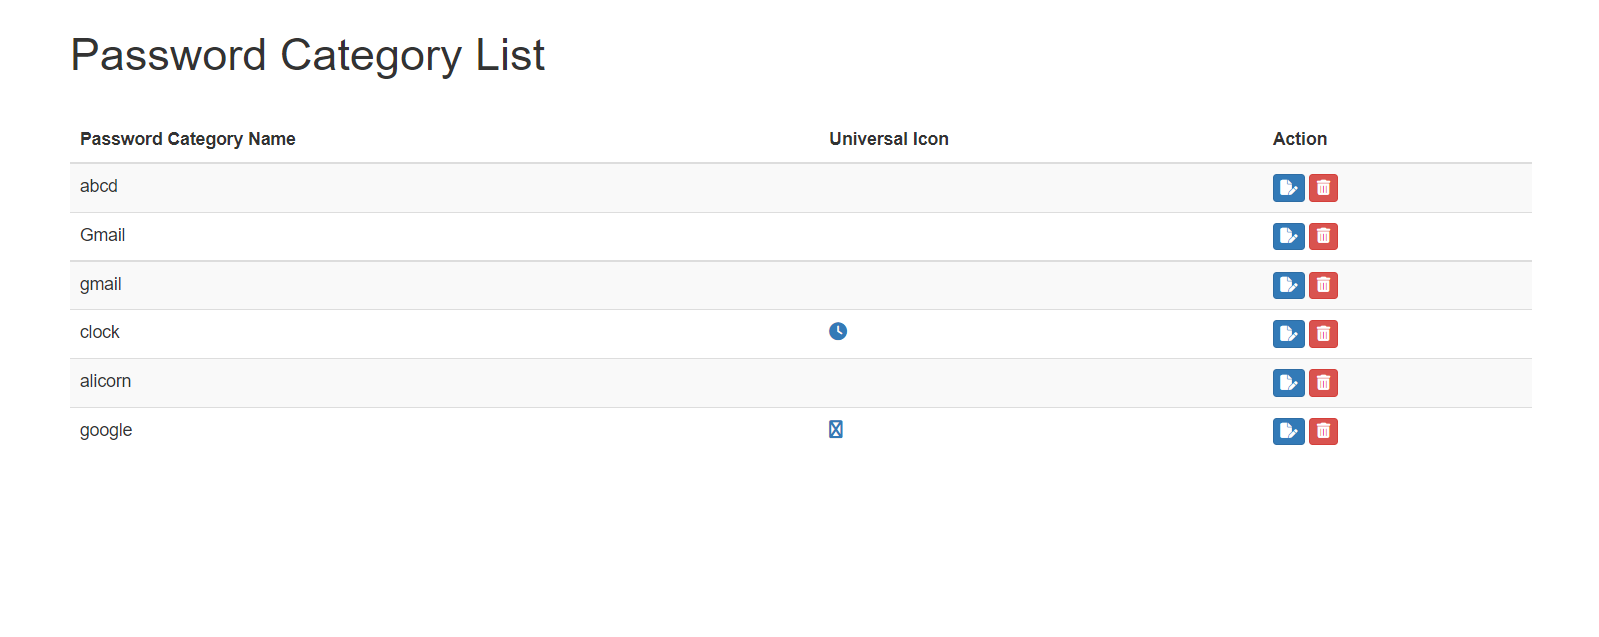 Password Category List
Password Category Name Universal Icon Action
abcd
Gmail
gmail
clock
alicorn
google